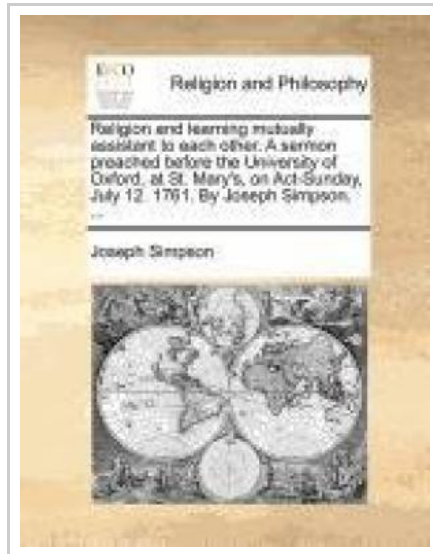 ECCO
Religion and Philosophy
Religion and learning mutually
assistant to each other. A sermon
preached before the University of
Oxford, at St. Mary's, on Act-Sunday,
July 12. 1761. By Joseph Simpson,
...
Joseph Simpson